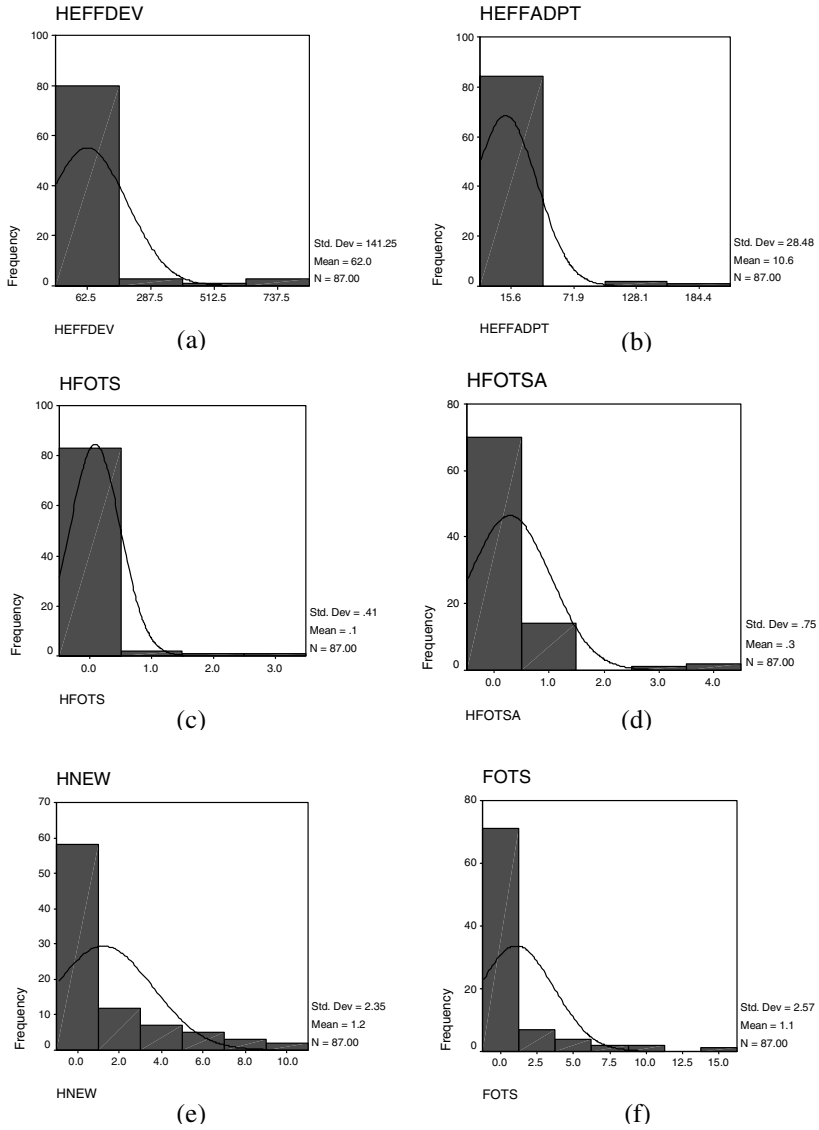 HEFFDEV
100
80
60
40
20
0
Frequency
62.5 287.5 512.5 737.5
HEFFDEV
Std. Dev = 141.25
Mean = 62.0
N = 87.00
(a)
HEFFADPT
100
80
60
40
20
0
Frequency
15.6 71.9 128.1 184.4
HEFFADPT
Std. Dev = 28.48
Mean = 10.6
N = 87.00
(b)
HFOTS
100
80
60
40
20
0
Frequency
0.0 1.0 2.0 3.0
HFOTS
Std. Dev = .41
Mean = .1
N = 87.00
(c)
HFOTSA
80
60
40
20
0
Frequency
0.0 1.0 2.0 3.0 4.0
HFOTSA
Std. Dev = .75
Mean = .3
N = 87.00
(d)
HNEW
70
60
50
40
30
20
10
0
Frequency
0.0 2.0 4.0 6.0 8.0 10.0
HNEW
Std. Dev = 2.35
Mean = 1.2
N = 87.00
(e)
FOTS
80
60
40
20
0
Frequency
0.0 2.5 5.0 7.5 10.0 12.5 15.0
FOTS
Std. Dev = 2.57
Mean = 1.1
N = 87.00
(f)